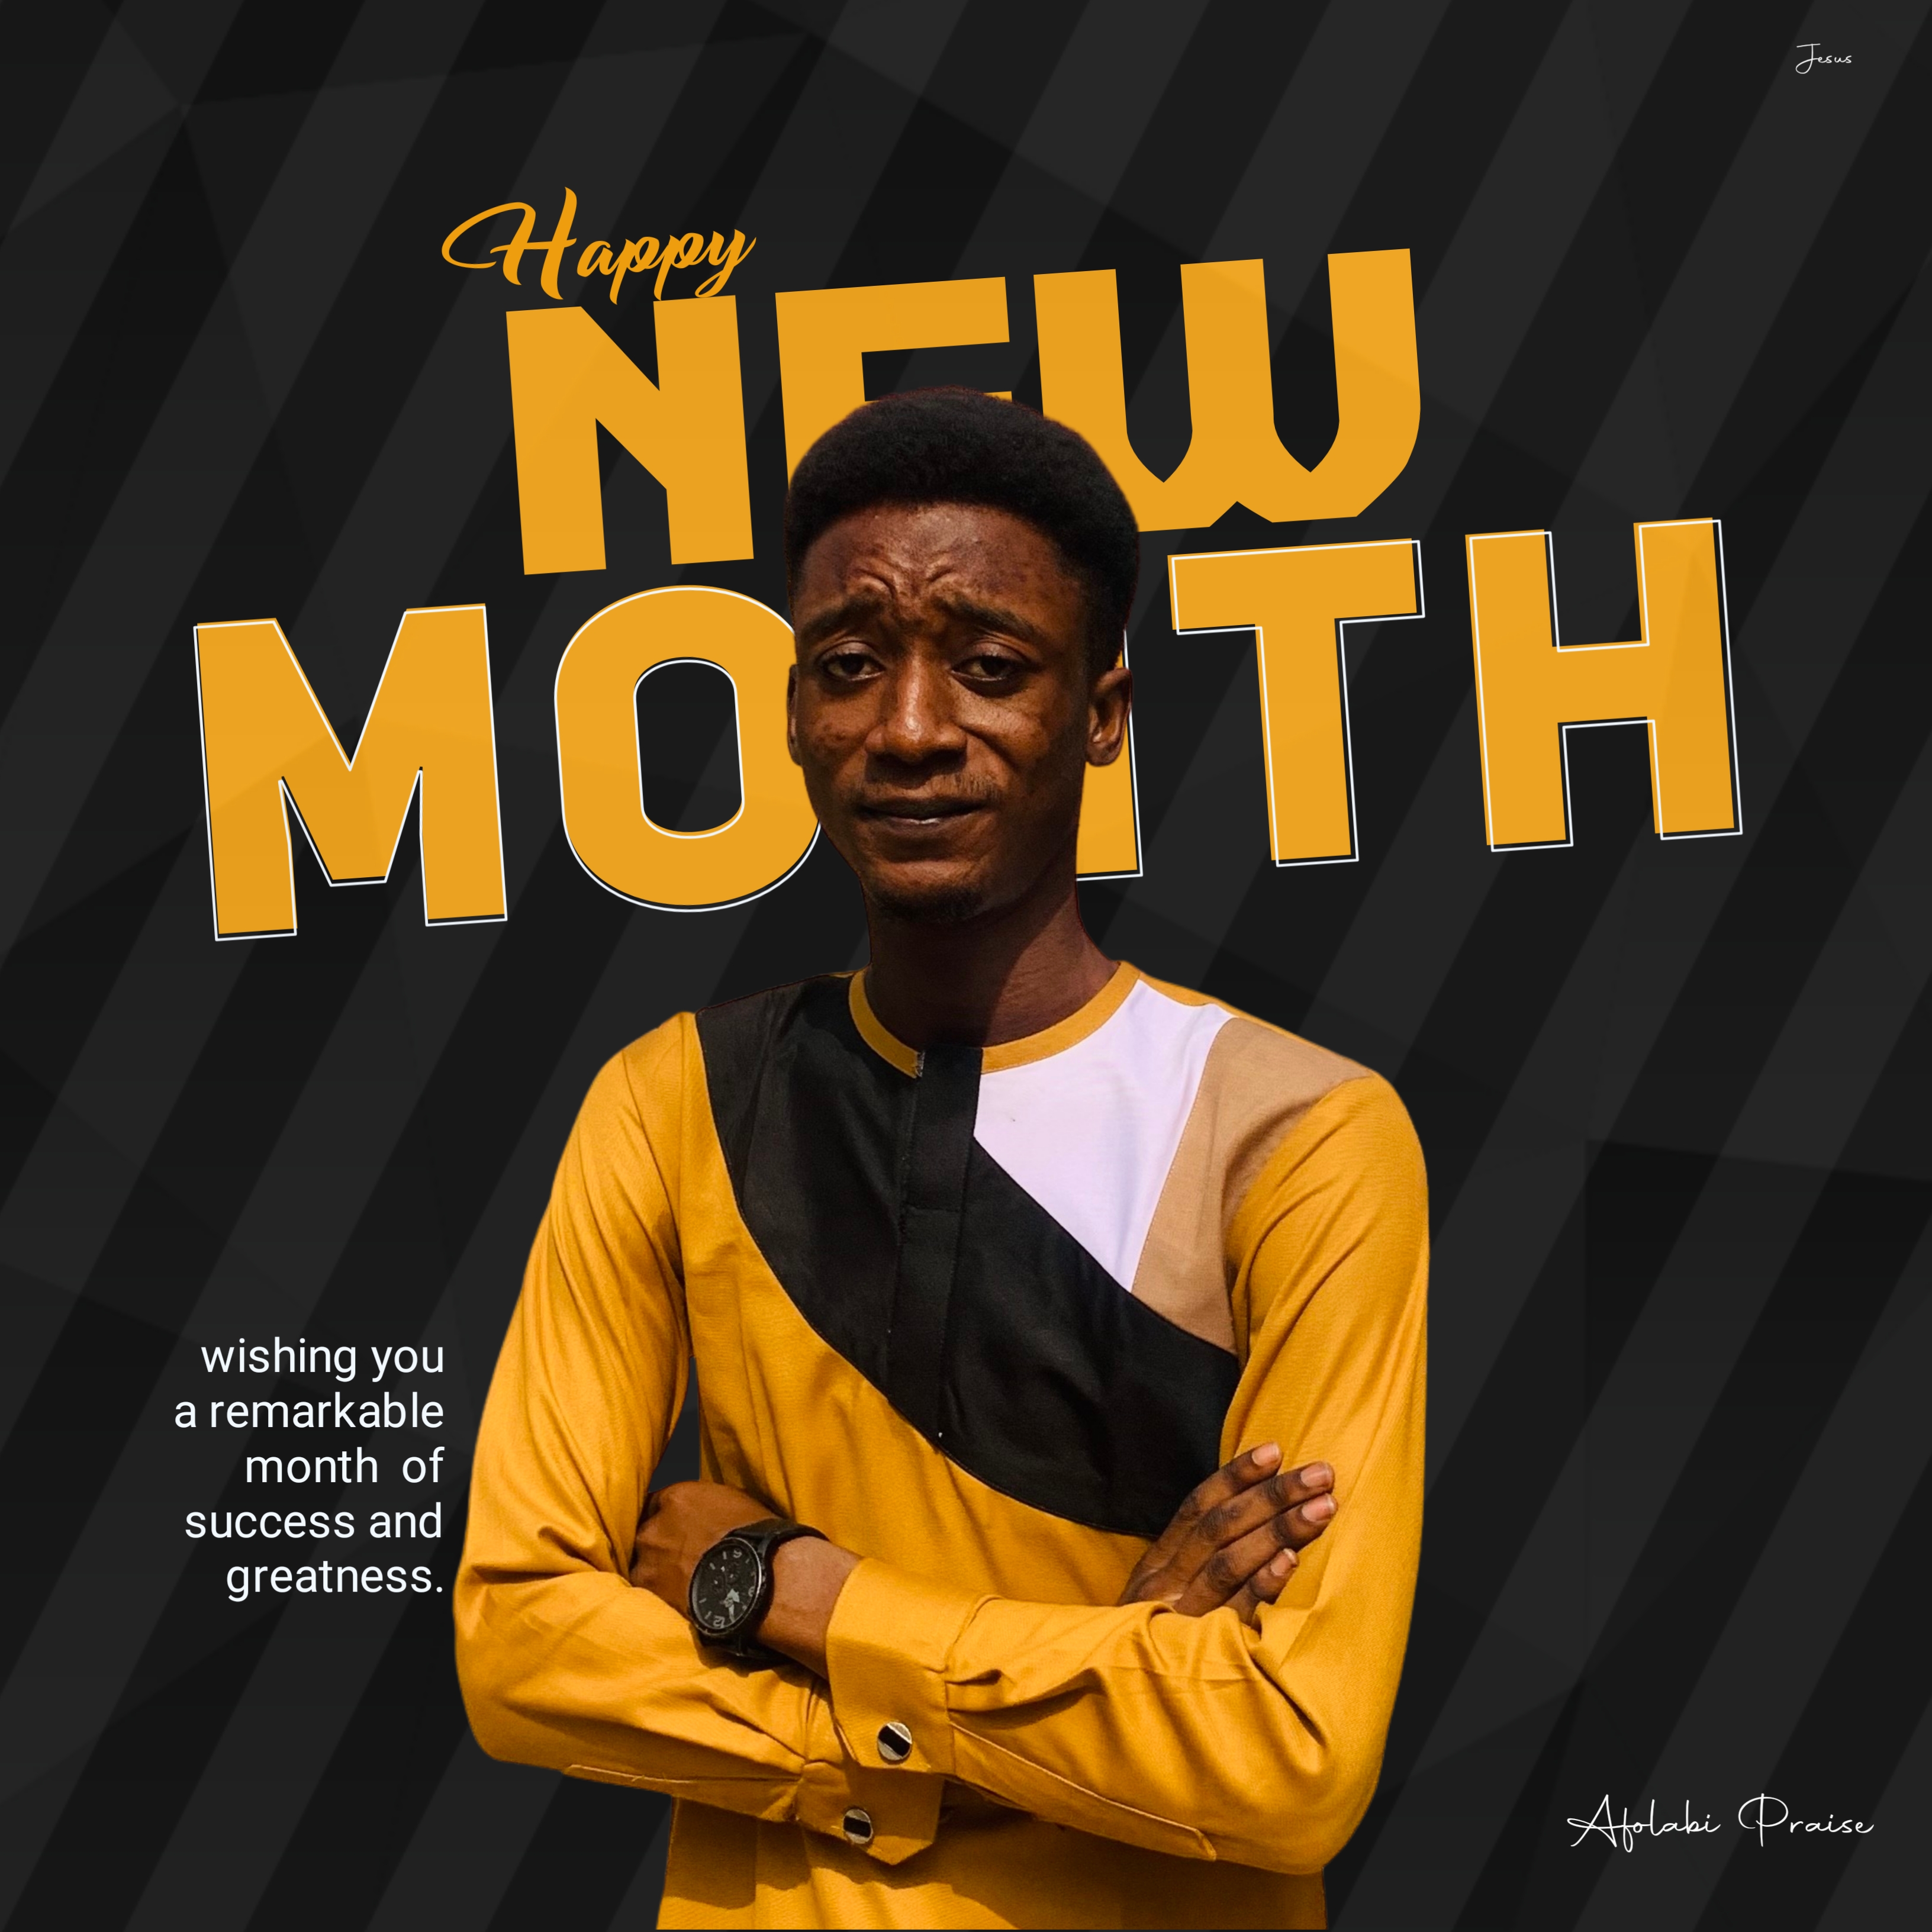 Jesus
Happy
NEW
MONTH
wishing you
a remarkable
month of
success and
greatness.
Afolabi Praise